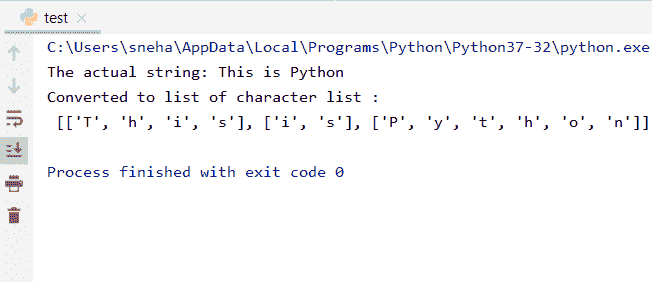 test
C:\Users\sneha\AppData\Local\Programs\Python\Python37-32\python.exe
The actual string: This is Python
Converted to list of character list :
[['T', 'h', 'i', 's'], ['i', 's'], ['P', 'y', 't', 'h', 'o', 'n']]
Process finished with exit code 0